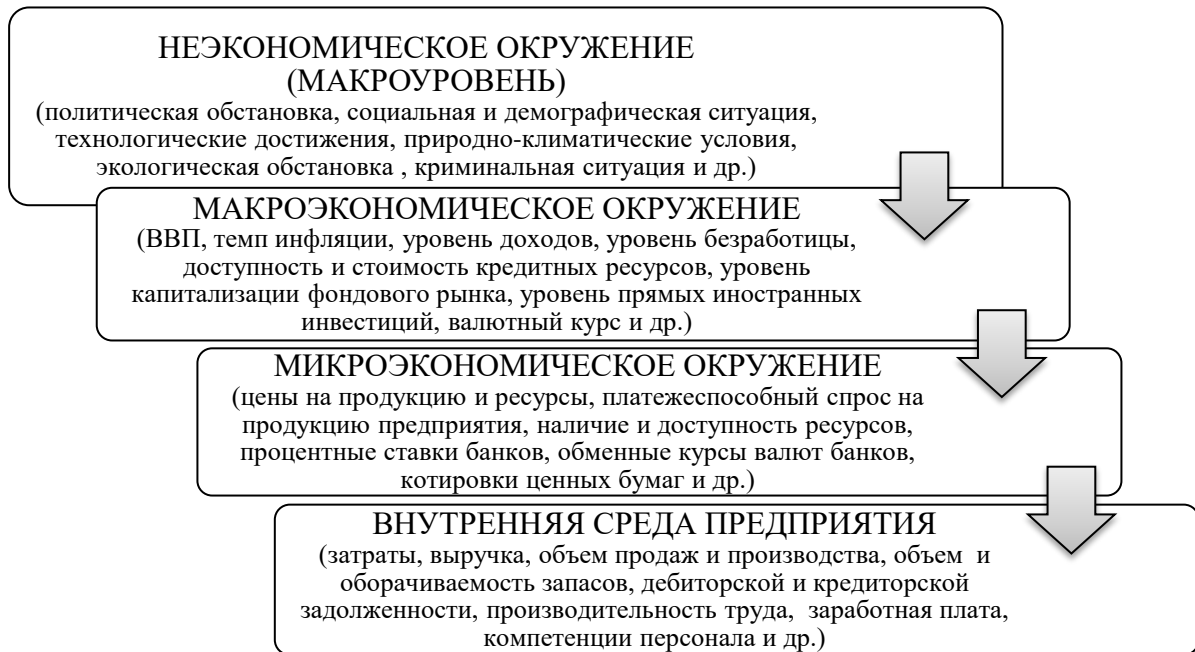 НЕЭКОНОМИЧЕСКОЕ ОКРУЖЕНИЕ
(МАКРОУРОВЕНЬ)
(политическая обстановка, социальная и демографическая ситуация,
технологические достижения, природно-климатические условия,
экологическая обстановка , криминальная ситуация и др.)
МАКРОЭКОНОМИЧЕСКОЕ ОКРУЖЕНИЕ
(ВВП, темп инфляции, уровень доходов, уровень безработицы,
доступность и стоимость кредитных ресурсов, уровень
капитализации фондового рынка, уровень прямых иностранных
инвестиций, валютный курс и др.)
МИКРОЭКОНОМИЧЕСКОЕ ОКРУЖЕНИЕ
(цены на продукцию и ресурсы, платежеспособный спрос на
продукцию предприятия, наличие и доступность ресурсов,
процентные ставки банков, обменные курсы валют банков,
котировки ценных бумаг и др.)
ВНУТРЕННЯЯ СРЕДА ПРЕДПРИЯТИЯ
(затраты, выручка, объем продаж и производства, объем и
оборачиваемость запасов, дебиторской и кредиторской
задолженности, производительность труда, заработная плата,
компетенции персонала и др.)